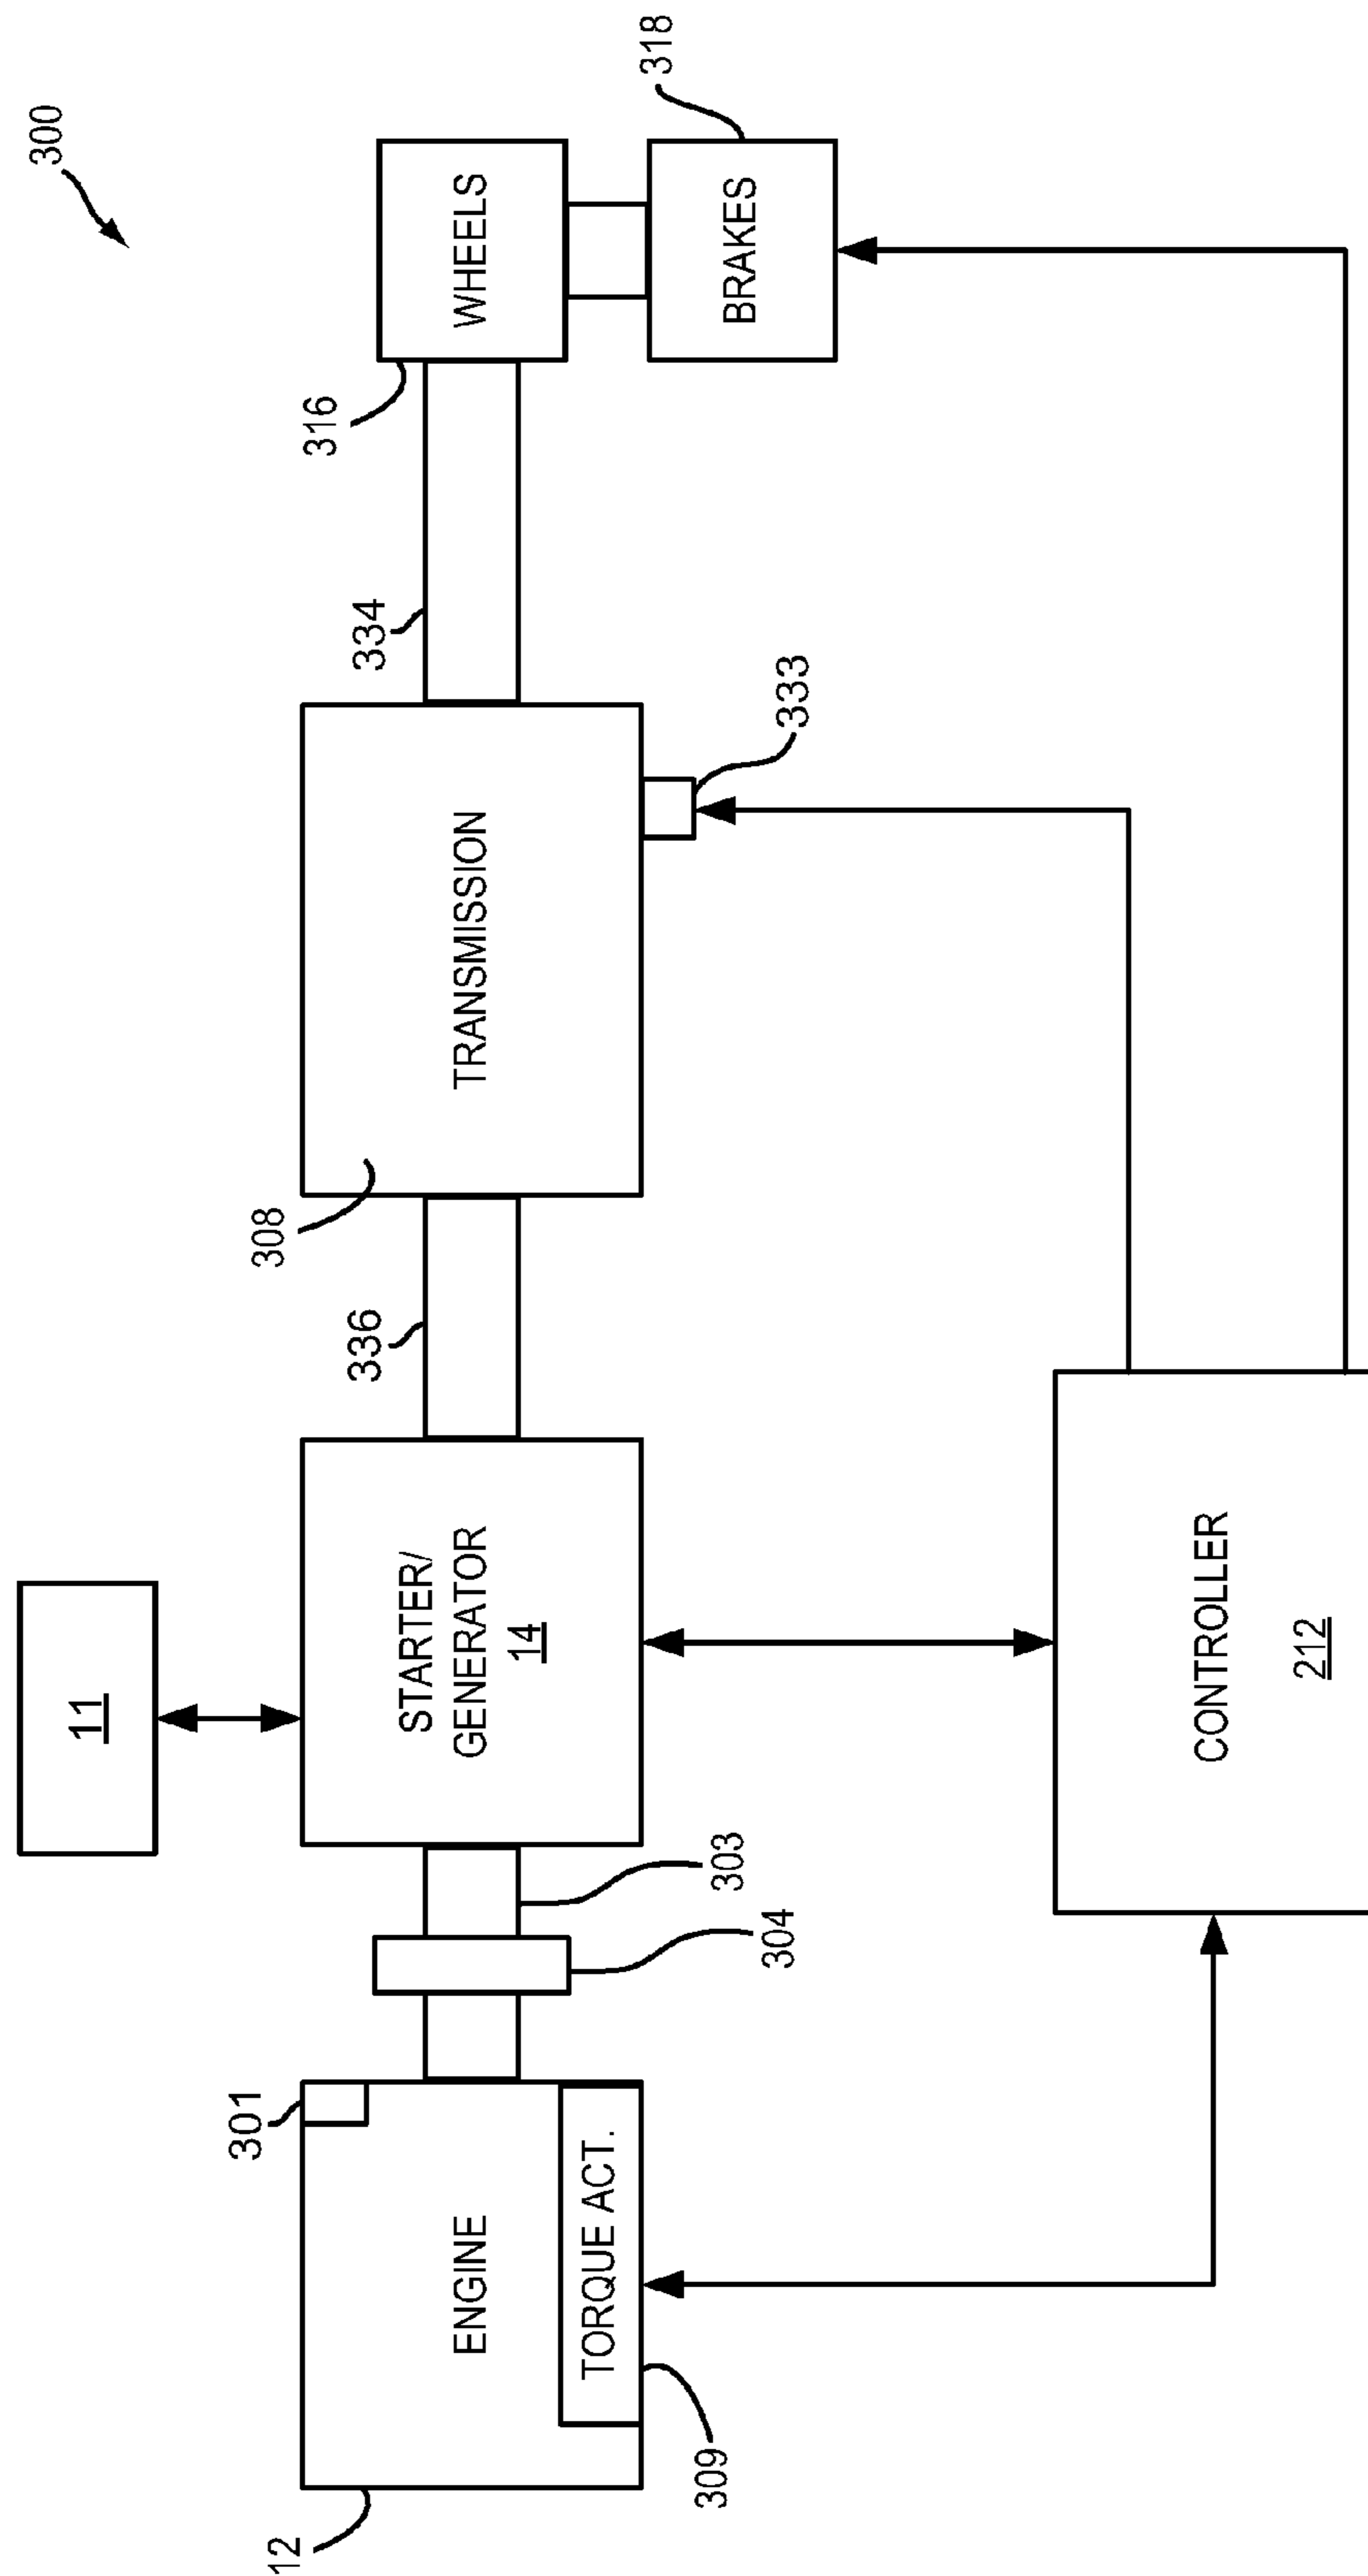 300
11
12
ENGINE
301
TORQUE ACT.
309
304
303
STARTER/
GENERATOR
14
336
308
TRANSMISSION
333
334
316
WHEELS
BRAKES
318
CONTROLLER
212